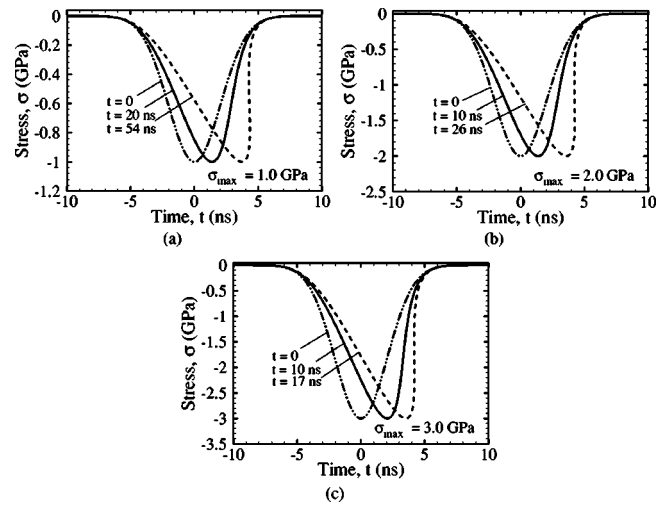 0
-0.2
-0.4
-0.6
-0.8
-1
-1.2
Stress, σ (GPa)
t = 0
t = 20 ns
t = 54 ns
σmax = 1.0 GPa
-10 -5 0 5 10
Time, t (ns)
(a)
0
-0.5
-1
-1.5
-2
-2.5
Stress, σ (GPa)
t = 0
t = 10 ns
t = 26 ns
σmax = 2.0 GPa
-10 -5 0 5 10
Time, t (ns)
(b)
0
-0.5
-1
-1.5
-2
-2.5
-3
-3.5
Stress, σ (GPa)
t = 0
t = 10 ns
t = 17 ns
σmax = 3.0 GPa
-10 -5 0 5 10
Time, t (ns)
(c)